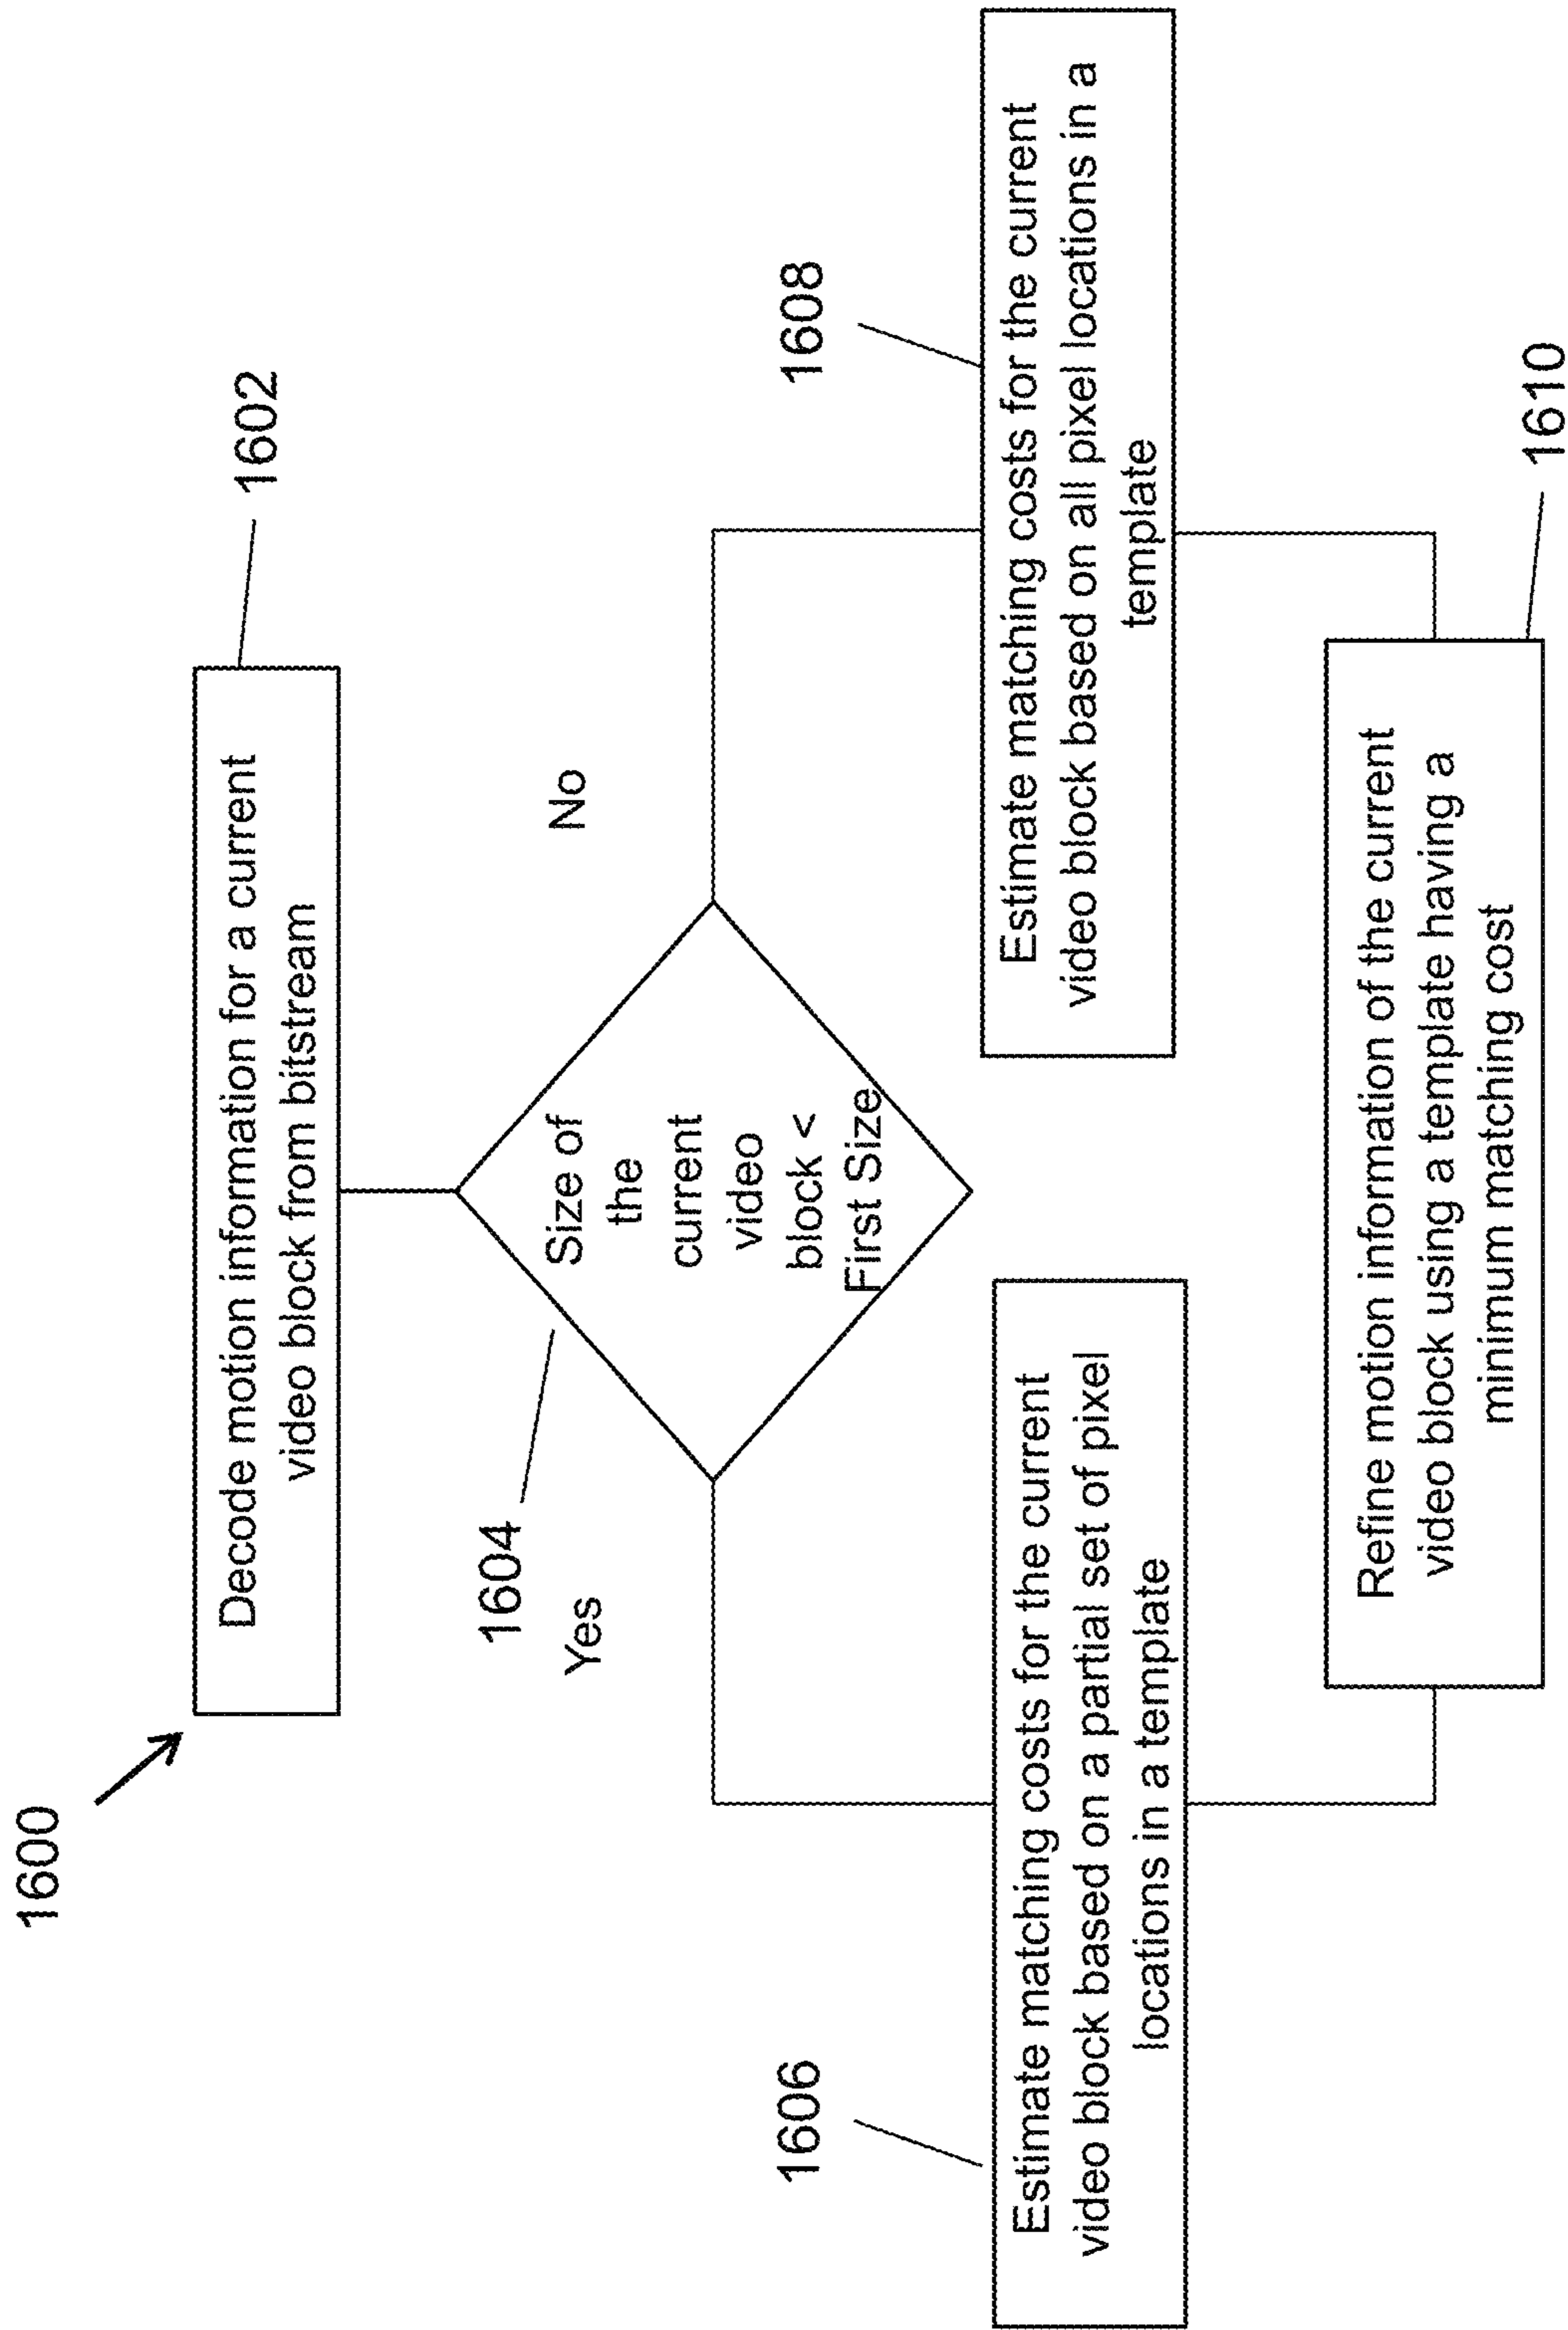 1600
1602
Decode motion information for a current
video block from bitstream
1604
Yes
No
Size of
the
current
video
block <
First Size
1606
Estimate matching costs for the current
video block based on a partial set of pixel
locations in a template
1608
Estimate matching costs for the current
video block based on all pixel locations in a
template
Refine motion information of the current
video block using a template having a
minimum matching cost
1610